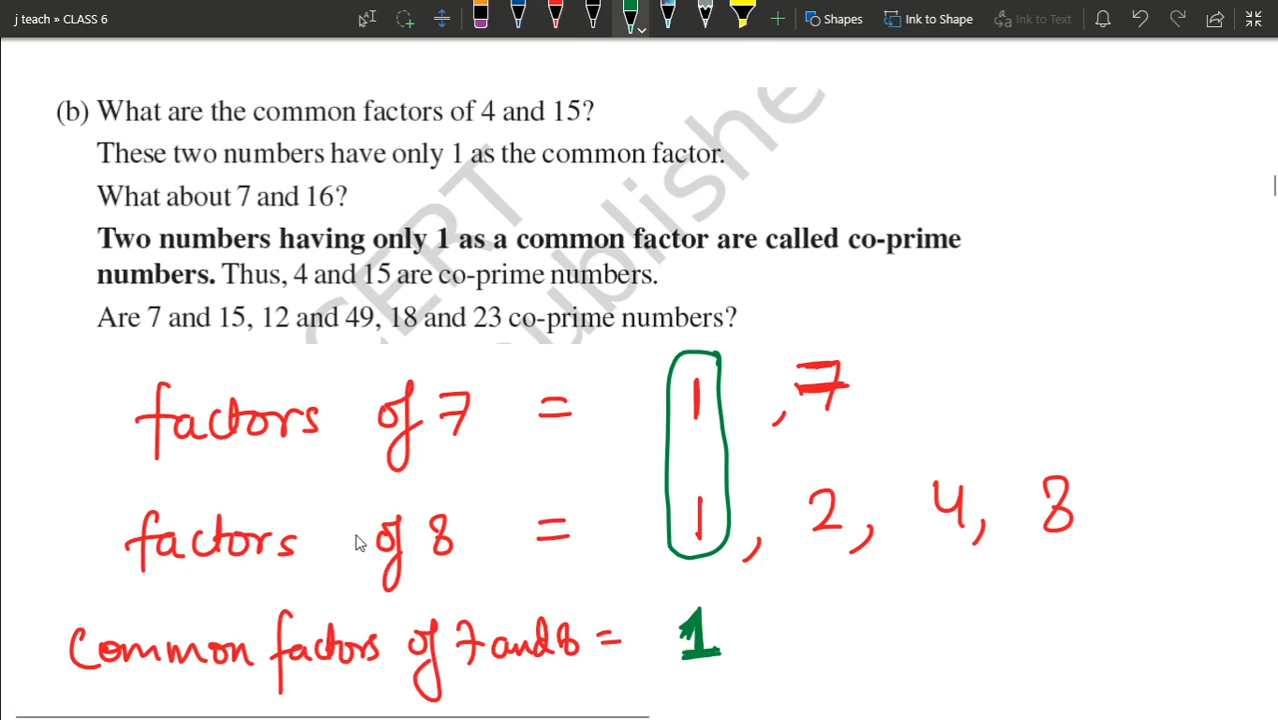 j teach » CLASS 6
Shapes Ink to Shape Ink to Text
(b) What are the common factors of 4 and 15?
These two numbers have only 1 as the common factor.
What about 7 and 16?
Two numbers having only 1 as a common factor are called co-prime
numbers. Thus, 4 and 15 are co-prime numbers.
Are 7 and 15, 12 and 49, 18 and 23 co-prime numbers?
factors of 7 = 1 , 7
factors of 8 = 1 , 2 , 4 , 8
Common factors of 7 and 8 = 1